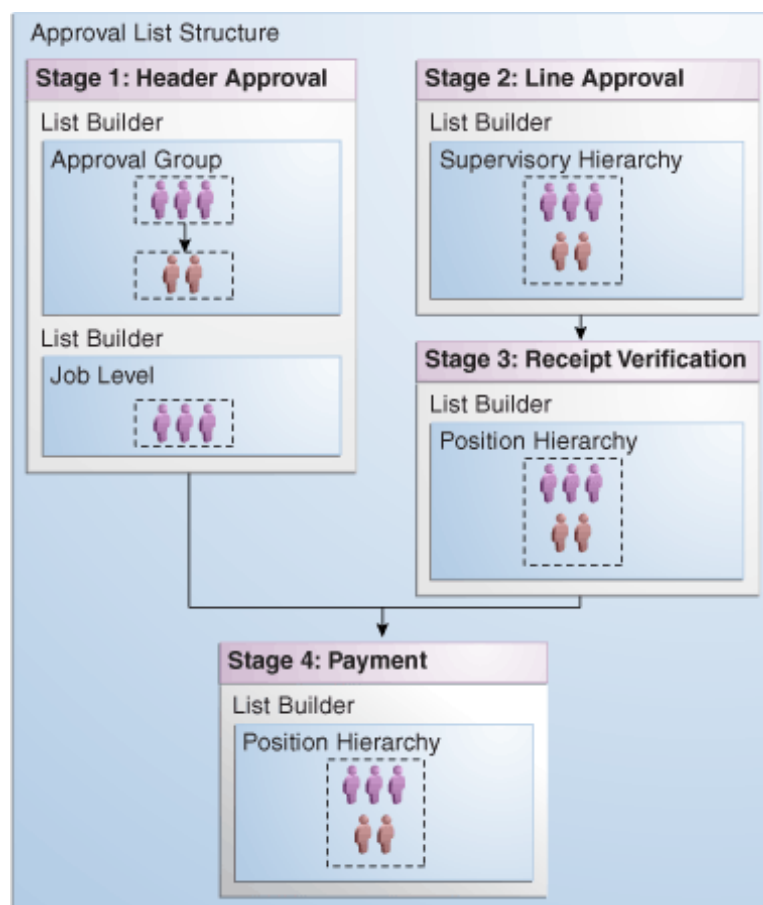 Approval List Structure
Stage 1: Header Approval
List Builder
Approval Group
List Builder
Job Level
Stage 2: Line Approval
List Builder
Supervisory Hierarchy
Stage 3: Receipt Verification
List Builder
Position Hierarchy
Stage 4: Payment
List Builder
Position Hierarchy